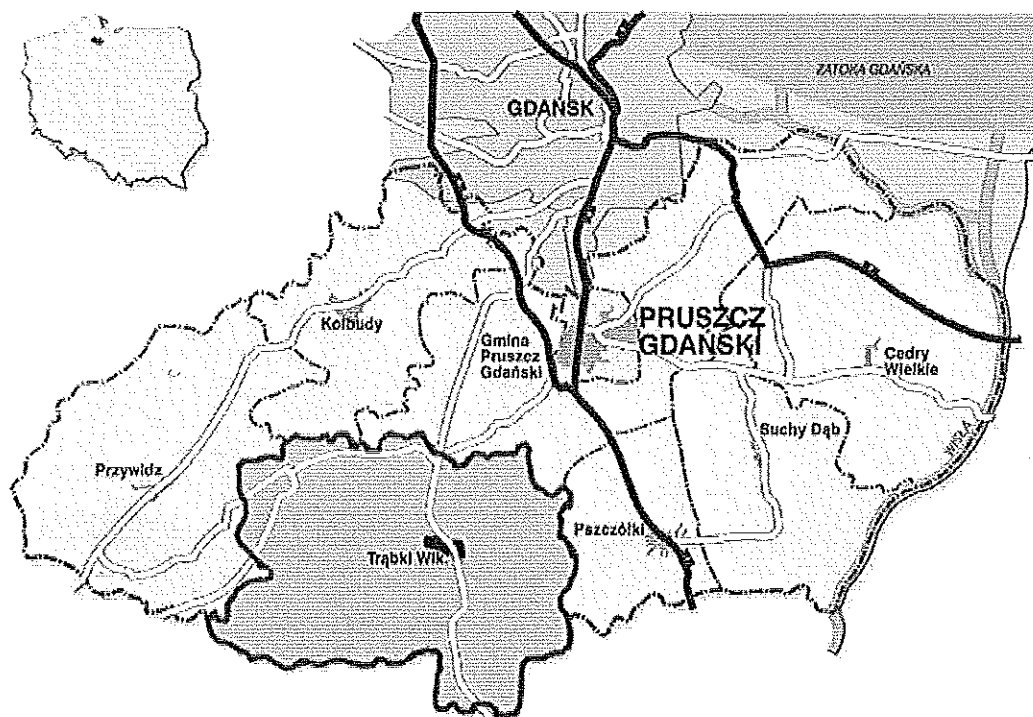 ZATOKA GDAŃSKA
GDAŃSK
PRUSZCZ
GDAŃSKI
Kolbudy
Gmina
Pruszcz
Gdański
Cedry
Wielkie
Suchy Dąb
WISŁA
Przywidz
Pszczółki
Trąbki Wlk.